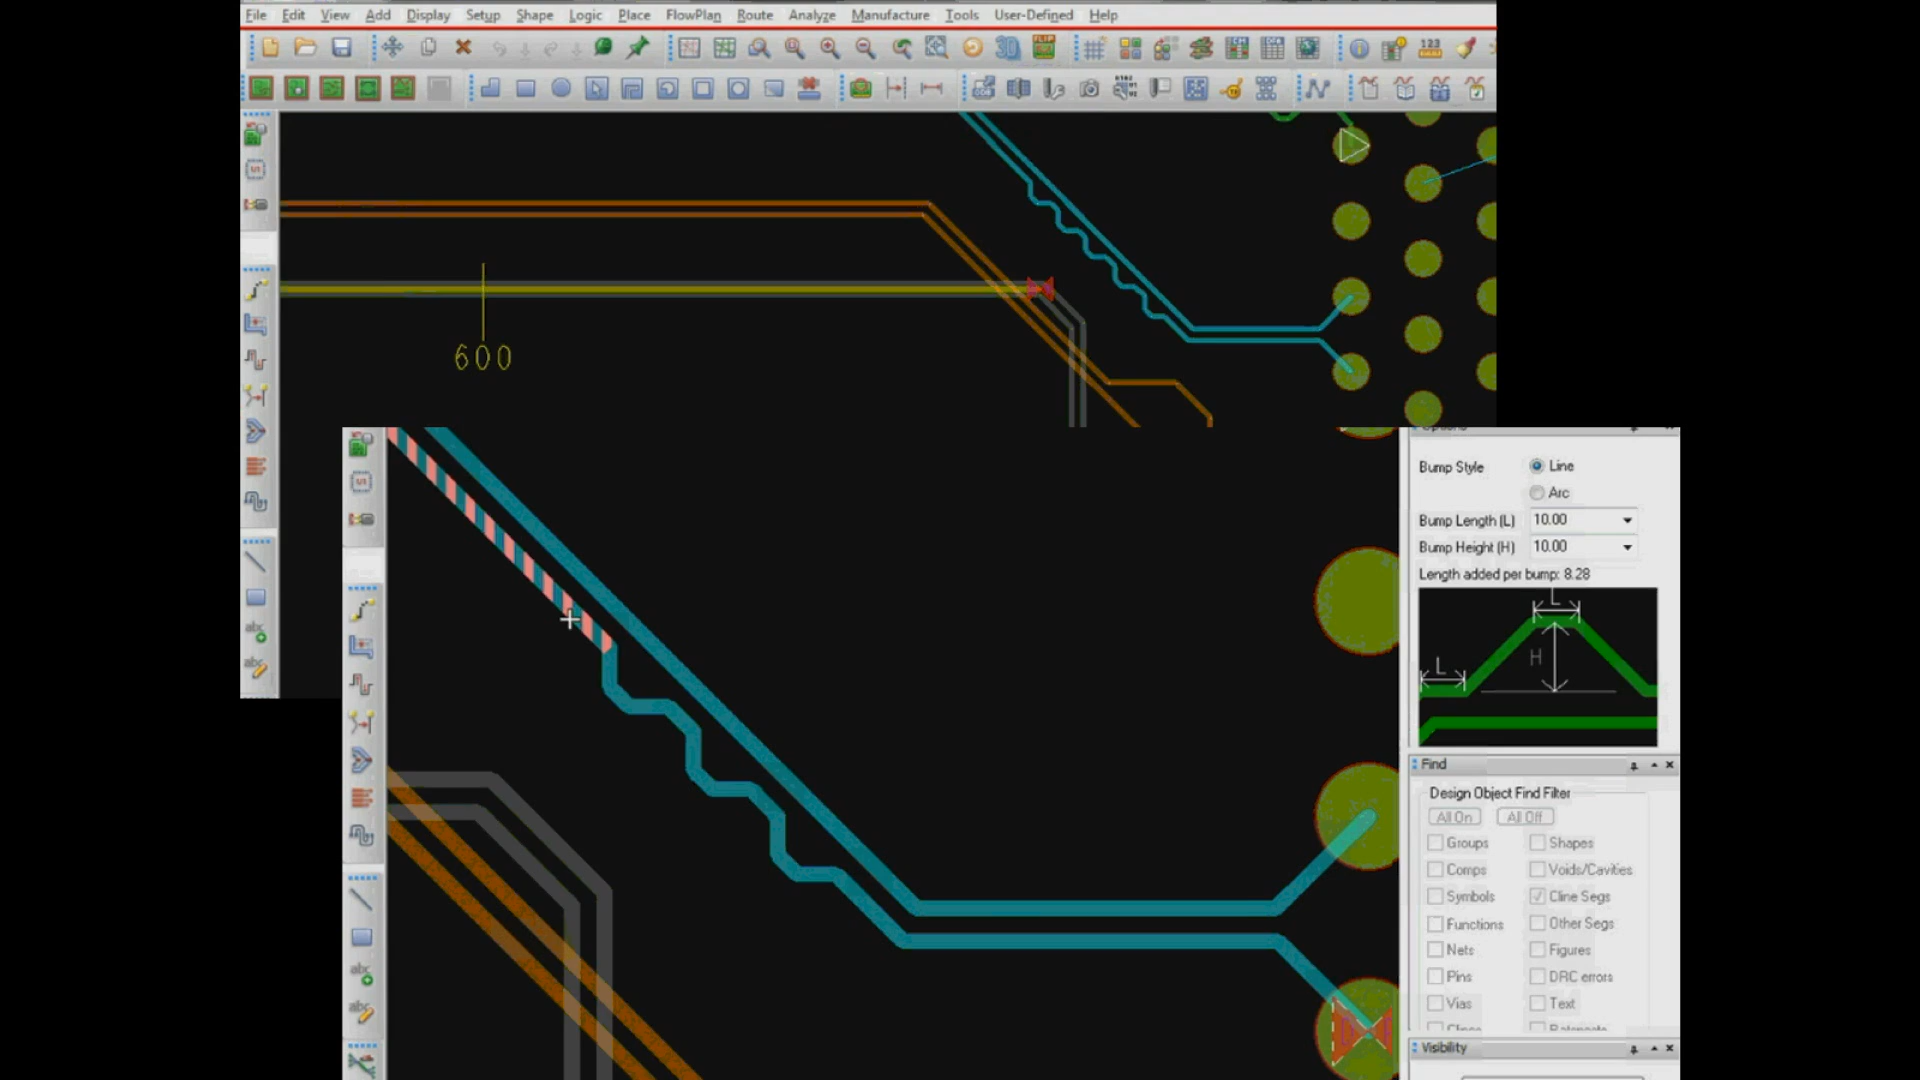 File Edit View Add Display Setup Shape Logic Place FlowPlan Route Analyze Manufacture Tools User-Defined Help
600
Options
Bump Style Line
Arc
Bump Length (L) 10.00
Bump Height (H) 10.00
Length added per bump: 8.28
L
H
L
Find
Design Object Find Filter
All On All Off
Groups Shapes
Comps Voids/Cavities
Symbols Cline Segs
Functions Other Segs
Nets Figures
Pins DRC errors
Vias Text
Clines Ratsnests
Visibility